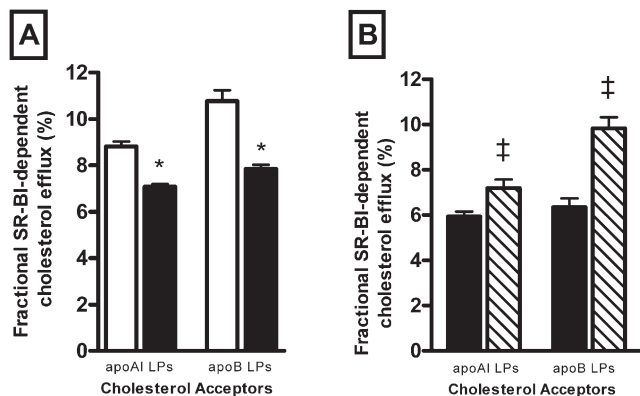 A
Fractional SR-BI-dependent
cholesterol efflux (%)
12
10
8
6
4
2
0
*
*
apoAI LPs
apoB LPs
Cholesterol Acceptors
B
Fractional SR-BI-dependent
cholesterol efflux (%)
12
10
8
6
4
2
0
‡
‡
apoAI LPs
apoB LPs
Cholesterol Acceptors